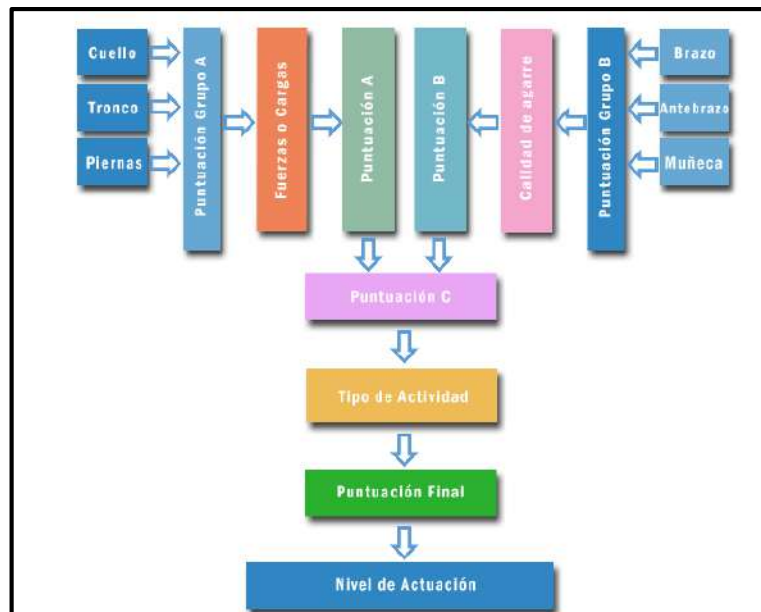 Cuello
Tronco
Piernas
Puntuación Grupo A
Fuerzas o Cargas
Puntuación A
Puntuación B
Calidad de agarre
Puntuación Grupo B
Brazo
Antebrazo
Muñeca
Puntuación C
Tipo de Actividad
Puntuación Final
Nivel de Actuación